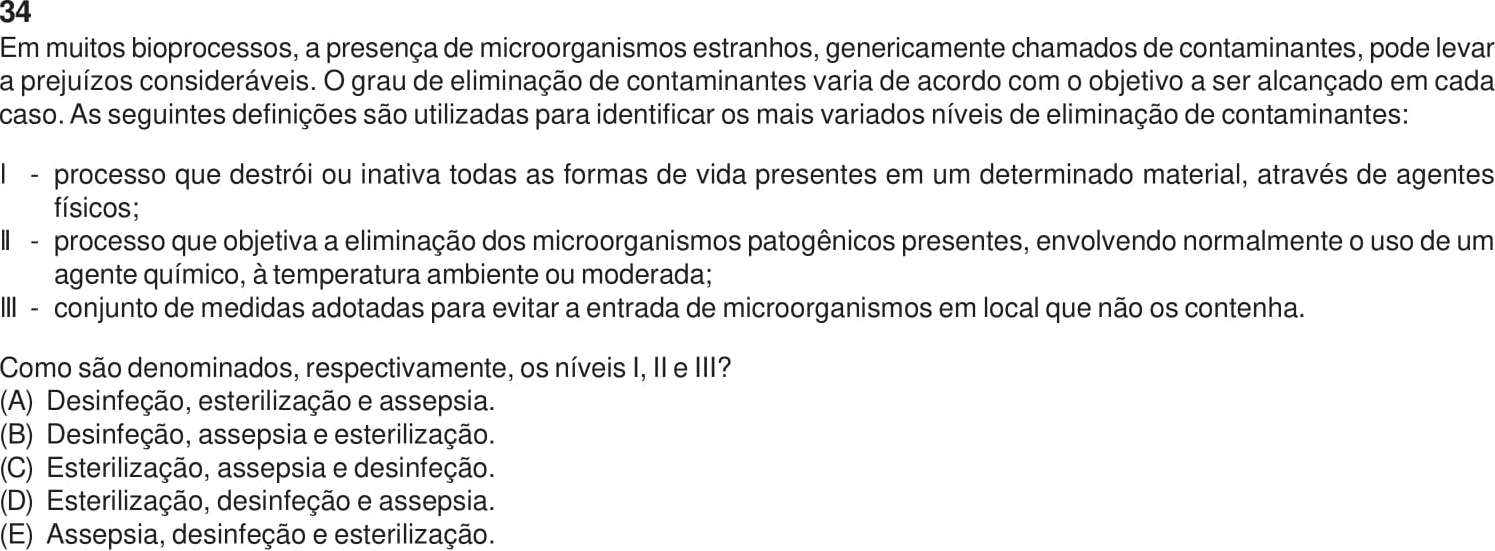 34
Em muitos bioprocessos, a presença de microorganismos estranhos, genericamente chamados de contaminantes, pode levar
a prejuízos consideráveis. O grau de eliminação de contaminantes varia de acordo com o objetivo a ser alcançado em cada
caso. As seguintes definições são utilizadas para identificar os mais variados níveis de eliminação de contaminantes:
I - processo que destrói ou inativa todas as formas de vida presentes em um determinado material, através de agentes
físicos;
II - processo que objetiva a eliminação dos microorganismos patogênicos presentes, envolvendo normalmente o uso de um
agente químico, à temperatura ambiente ou moderada;
III - conjunto de medidas adotadas para evitar a entrada de microorganismos em local que não os contenha.
Como são denominados, respectivamente, os níveis I, II e III?
(A) Desinfeção, esterilização e assepsia.
(B) Desinfeção, assepsia e esterilização.
(C) Esterilização, assepsia e desinfeção.
(D) Esterilização, desinfeção e assepsia.
(E) Assepsia, desinfeção e esterilização.